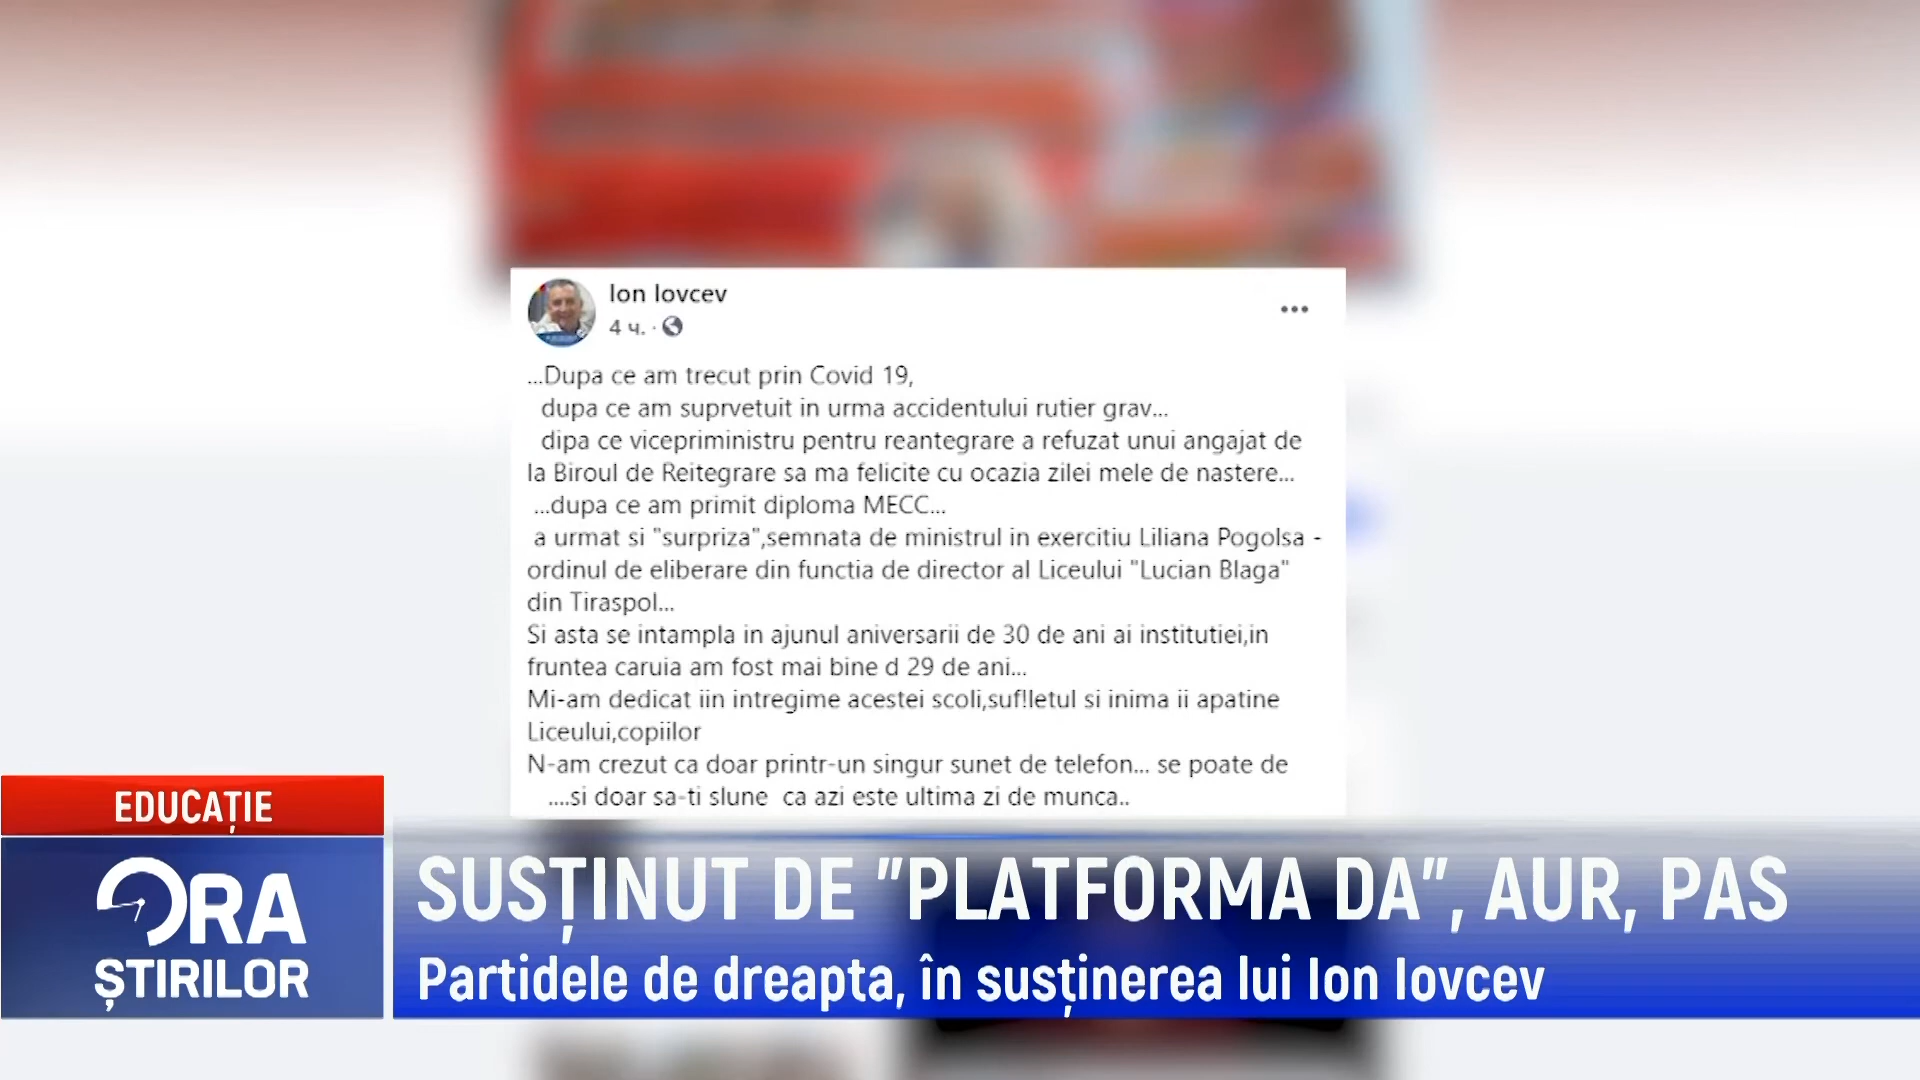 Ion Iovcev
4 ч. ·
...Dupa ce am trecut prin Covid 19,
dupa ce am suprvetuit in urma accidentului rutier grav...
dipa ce vicepriministru pentru reantegrare a refuzat unui angajat de
la Biroul de Reitegrare sa ma felicite cu ocazia zilei mele de nastere...
...dupa ce am primit diploma MECC...
a urmat si "surpriza",semnata de ministrul in exercitiu Liliana Pogolsa -
ordinul de eliberare din functia de director al Liceului "Lucian Blaga"
din Tiraspol...
Si asta se intampla in ajunul aniversarii de 30 de ani ai institutiei,in
fruntea caruia am fost mai bine d 29 de ani...
Mi-am dedicat iin intregime acestei scoli,suf!letul si inima ii apatine
Liceului,copiilor
N-am crezut ca doar printr-un singur sunet de telefon... se poate de
....si doar sa-ti slune ca azi este ultima zi de munca..
EDUCAȚIE
ORA
ȘTIRILOR
SUSȚINUT DE "PLATFORMA DA", AUR, PAS
Partidele de dreapta, în susținerea lui Ion Iovcev